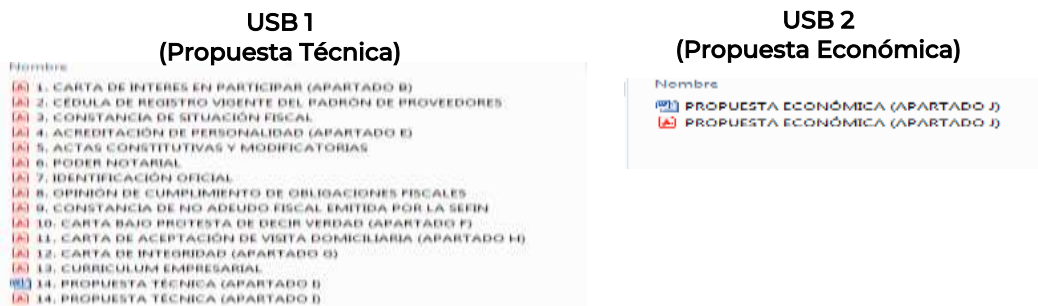 USB 1
(Propuesta Técnica)
Nombre
1. CARTA DE INTERES EN PARTICIPAR (APARTADO B)
2. CÉDULA DE REGISTRO VIGENTE DEL PADRÓN DE PROVEEDORES
3. CONSTANCIA DE SITUACIÓN FISCAL
4. ACREDITACIÓN DE PERSONALIDAD (APARTADO E)
5. ACTAS CONSTITUTIVAS Y MODIFICATORIAS
6. PODER NOTARIAL
7. IDENTIFICACIÓN OFICIAL
8. OPINIÓN DE CUMPLIMIENTO DE OBLIGACIONES FISCALES
9. CONSTANCIA DE NO ADEUDO FISCAL EMITIDA POR LA SEFIN
10. CARTA BAJO PROTESTA DE DECIR VERDAD (APARTADO F)
11. CARTA DE ACEPTACIÓN DE VISITA DOMICILIARIA (APARTADO H)
12. CARTA DE INTEGRIDAD (APARTADO G)
13. CURRICULUM EMPRESARIAL
14. PROPUESTA TÉCNICA (APARTADO I)
14. PROPUESTA TÉCNICA (APARTADO I)
USB 2
(Propuesta Económica)
Nombre
PROPUESTA ECONÓMICA (APARTADO J)
PROPUESTA ECONÓMICA (APARTADO J)